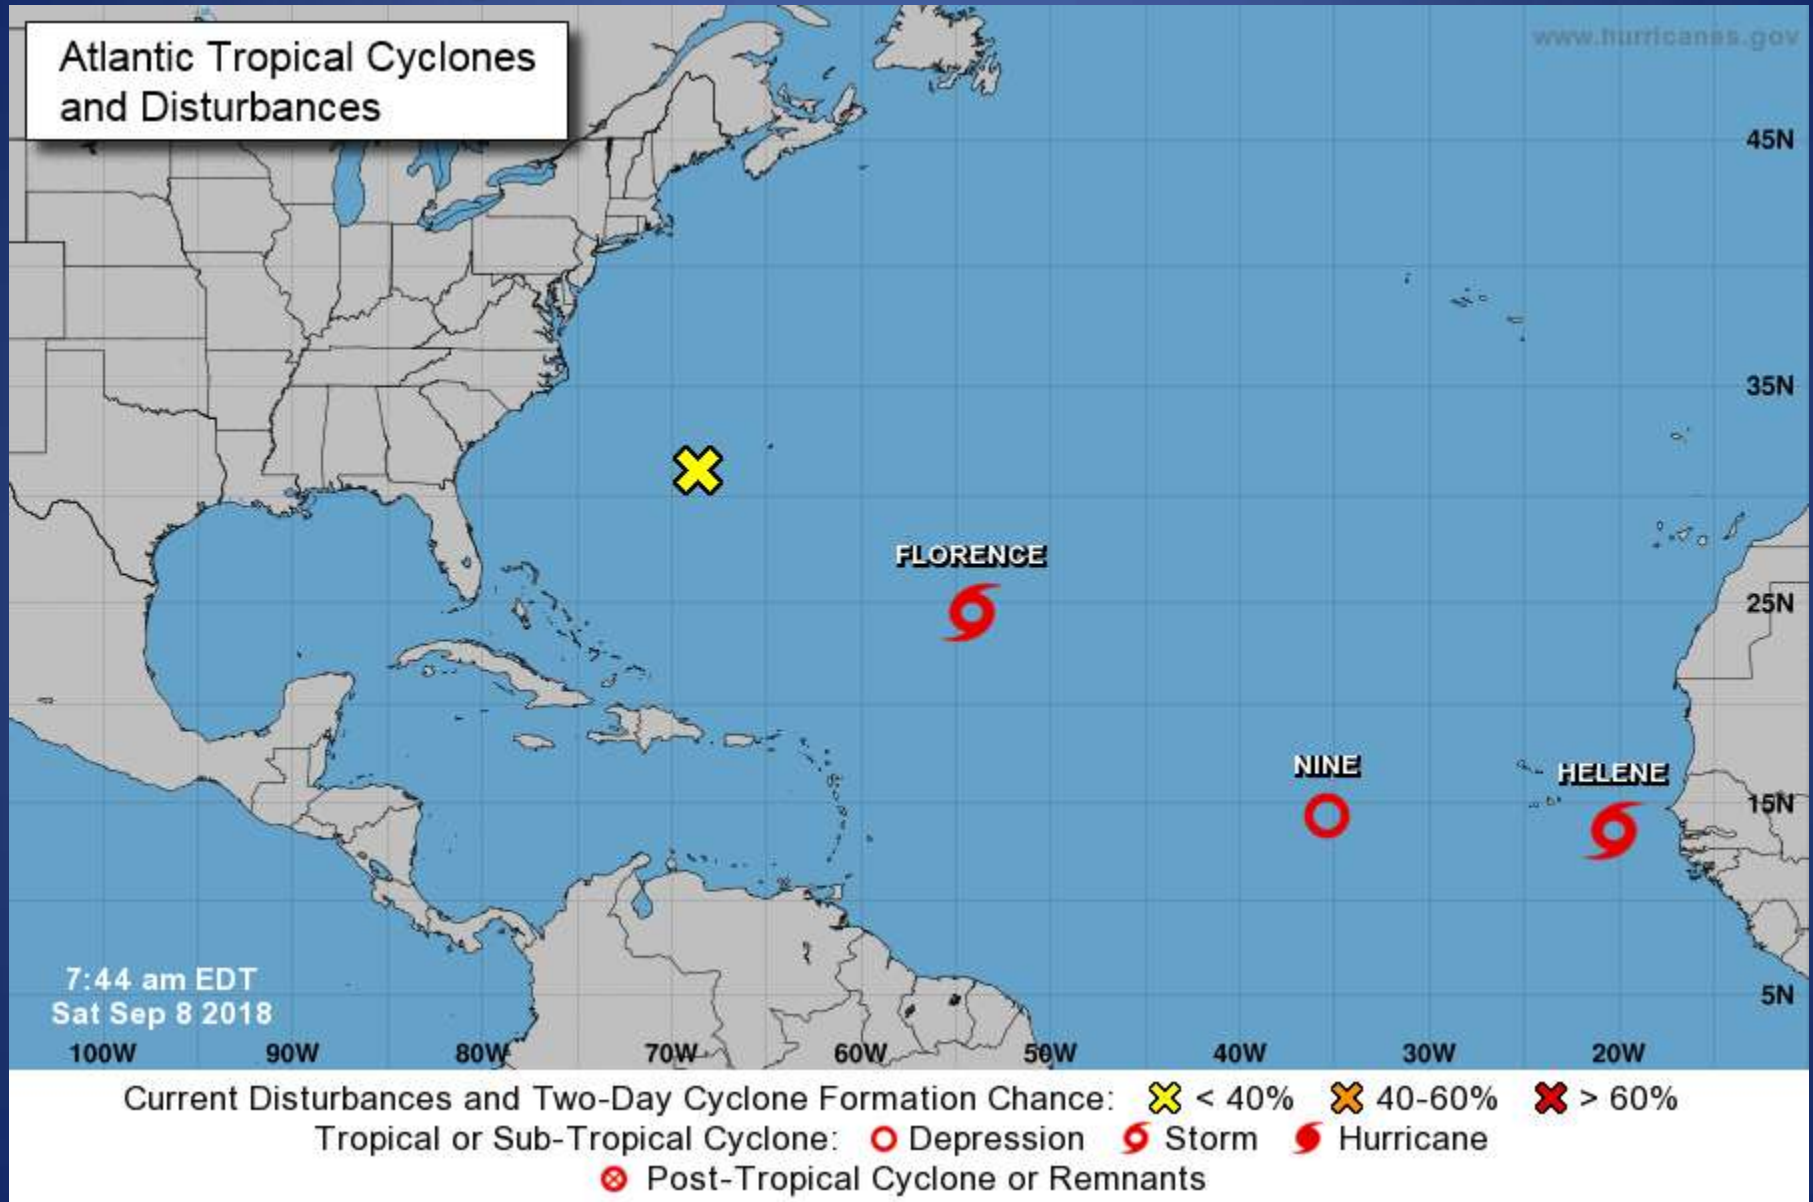 Atlantic Tropical Cyclones
and Disturbances
www.hurricanes.gov
45N
35N
FLORENCE
25N
NINE
HELENE
15N
7:44 am EDT
Sat Sep 8 2018
5N
100W 90W 80W 70W 60W 50W 40W 30W 20W
Current Disturbances and Two-Day Cyclone Formation Chance: < 40% 40-60% > 60%
Tropical or Sub-Tropical Cyclone: Depression Storm Hurricane
Post-Tropical Cyclone or Remnants